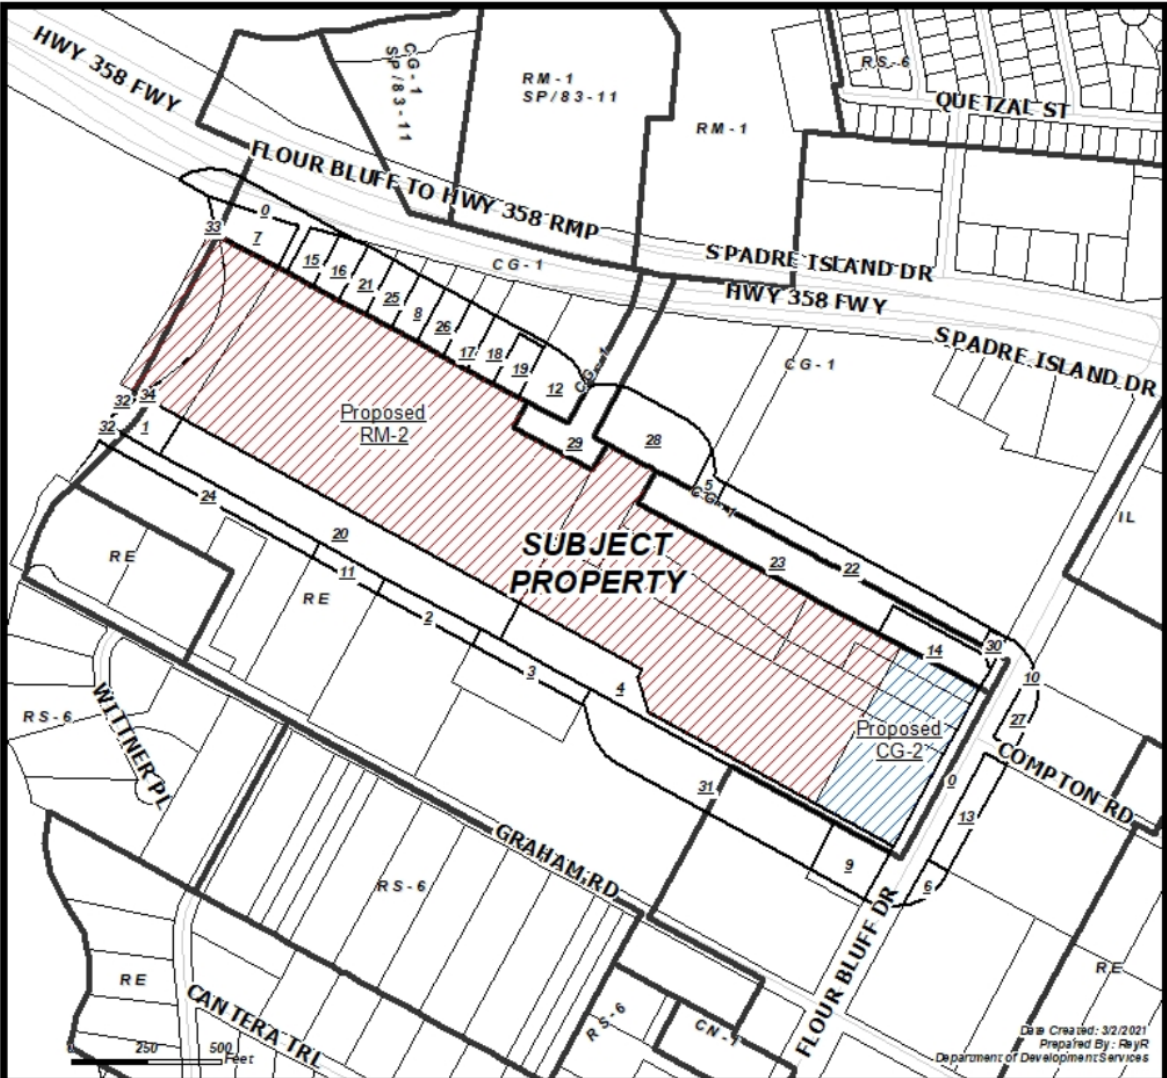 HWY 358 FWY
CG-1
SP/83-11
RM-1
SP/83-11
RM-1
RS-6
QUETZAL ST
FLOUR BLUFF TO HWY 358 RMP
S PADRE ISLAND DR
HWY 358 FWY
S PADRE ISLAND DR
CG-1
CG-1
CG-1
0
33
7
15
16
21
25
8
26
17
18
19
12
29
28
5
CG-1
Proposed
RM-2
32
34
32
1
24
20
11
2
3
4
SUBJECT
PROPERTY
23
22
14
30
10
27
IL
RE
RE
RS-6
WITTNER PL
Proposed
CG-2
COMPTON RD
0
13
31
9
6
GRAHAM RD
RS-6
RE
CANTERA TRL
FLOUR BLUFF DR
RS-6
CN-1
RE
0 250 500
Feet
Date Created: 3/2/2021
Prepared By: RayR
Department of Development Services